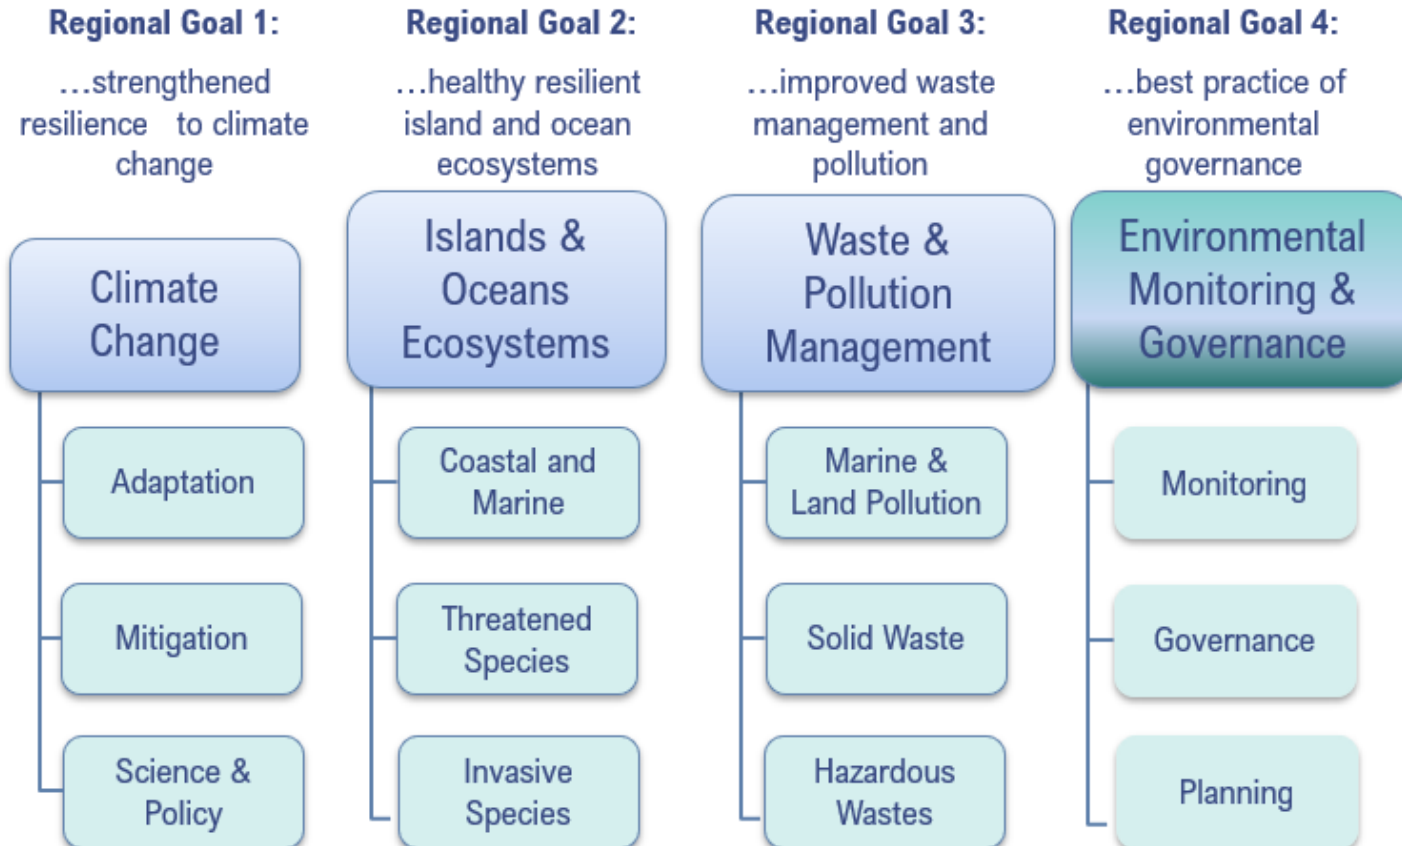 Regional Goal 1:
…strengthened
resilience to climate
change
Climate
Change
Adaptation
Mitigation
Science &
Policy
Regional Goal 2:
…healthy resilient
island and ocean
ecosystems
Islands &
Oceans
Ecosystems
Coastal and
Marine
Threatened
Species
Invasive
Species
Regional Goal 3:
…improved waste
management and
pollution
Waste &
Pollution
Management
Marine &
Land Pollution
Solid Waste
Hazardous
Wastes
Regional Goal 4:
…best practice of
environmental
governance
Environmental
Monitoring &
Governance
Monitoring
Governance
Planning